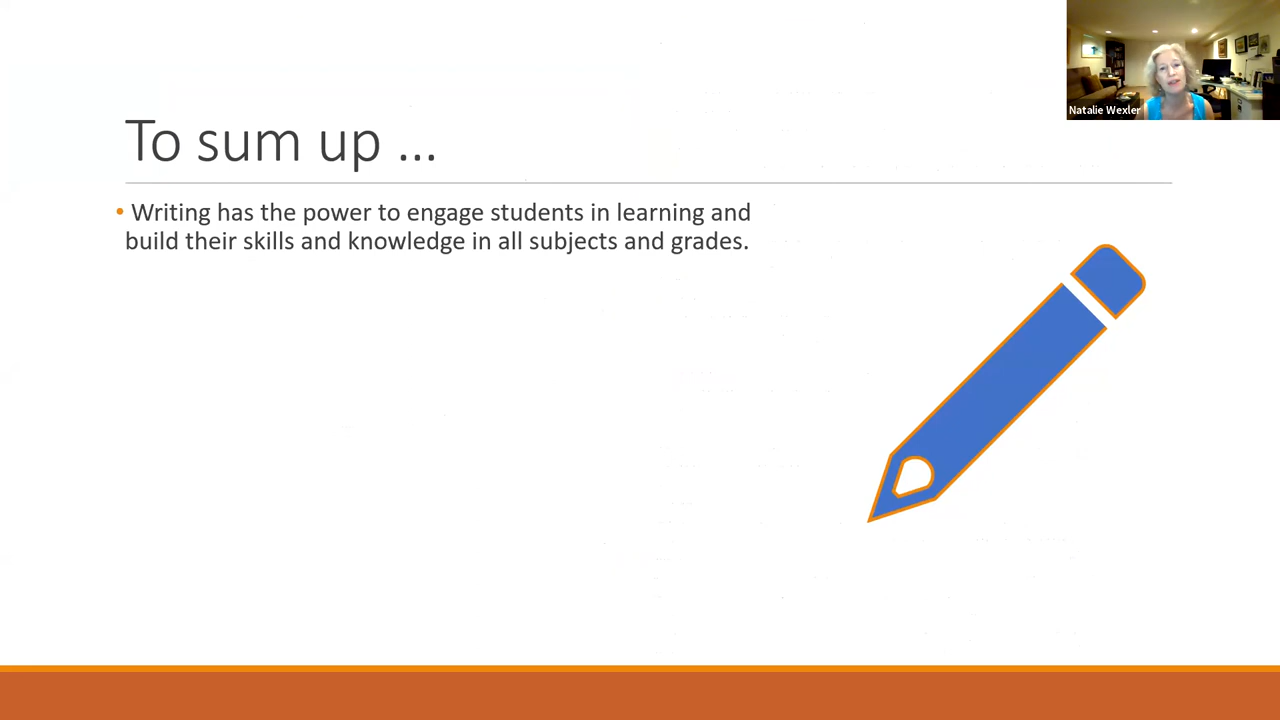 Natalie Wexler
To sum up ...
• Writing has the power to engage students in learning and
build their skills and knowledge in all subjects and grades.